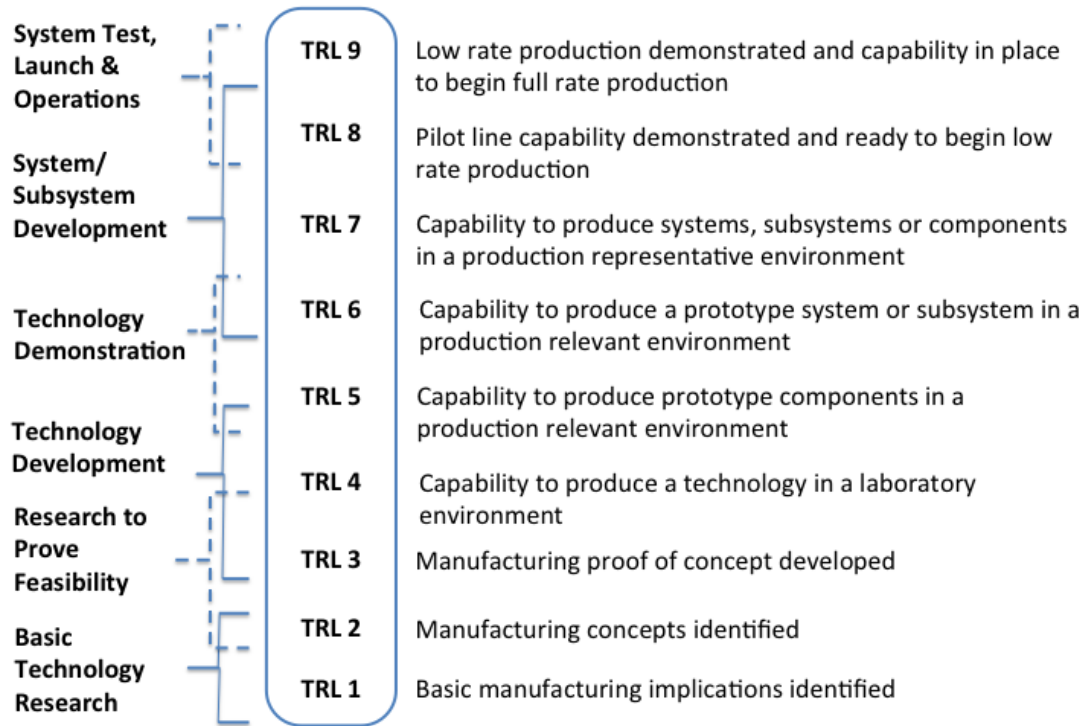 System Test,
Launch &
Operations
System/
Subsystem
Development
Technology
Demonstration
Technology
Development
Research to
Prove
Feasibility
Basic
Technology
Research
TRL 9
Low rate production demonstrated and capability in place
to begin full rate production
TRL 8
Pilot line capability demonstrated and ready to begin low
rate production
TRL 7
Capability to produce systems, subsystems or components
in a production representative environment
TRL 6
Capability to produce a prototype system or subsystem in a
production relevant environment
TRL 5
Capability to produce prototype components in a
production relevant environment
TRL 4
Capability to produce a technology in a laboratory
environment
TRL 3
Manufacturing proof of concept developed
TRL 2
Manufacturing concepts identified
TRL 1
Basic manufacturing implications identified